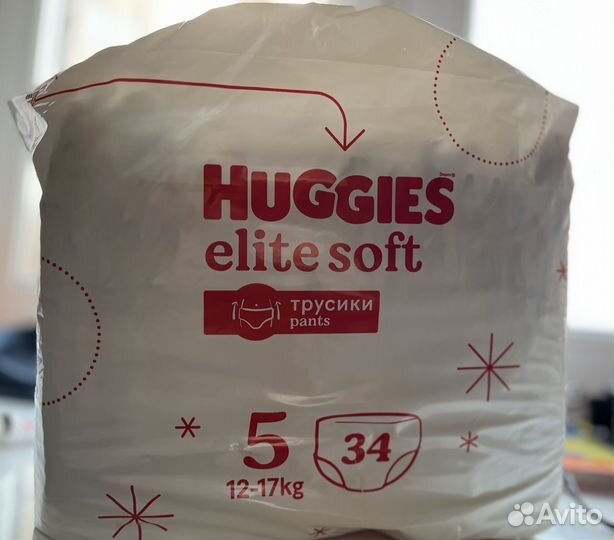 HUGGIES
elite soft
трусики
pants
5
34
12-17kg
Avito